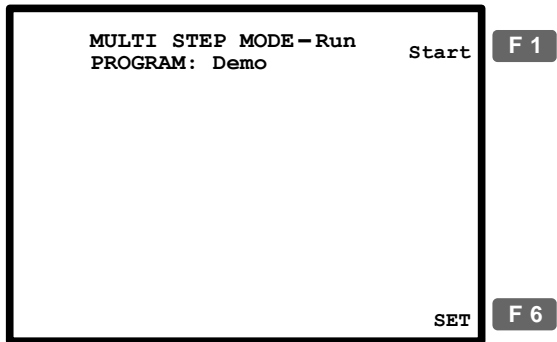 MULTI STEP MODE-Run
PROGRAM: Demo
Start
F 1
SET
F 6